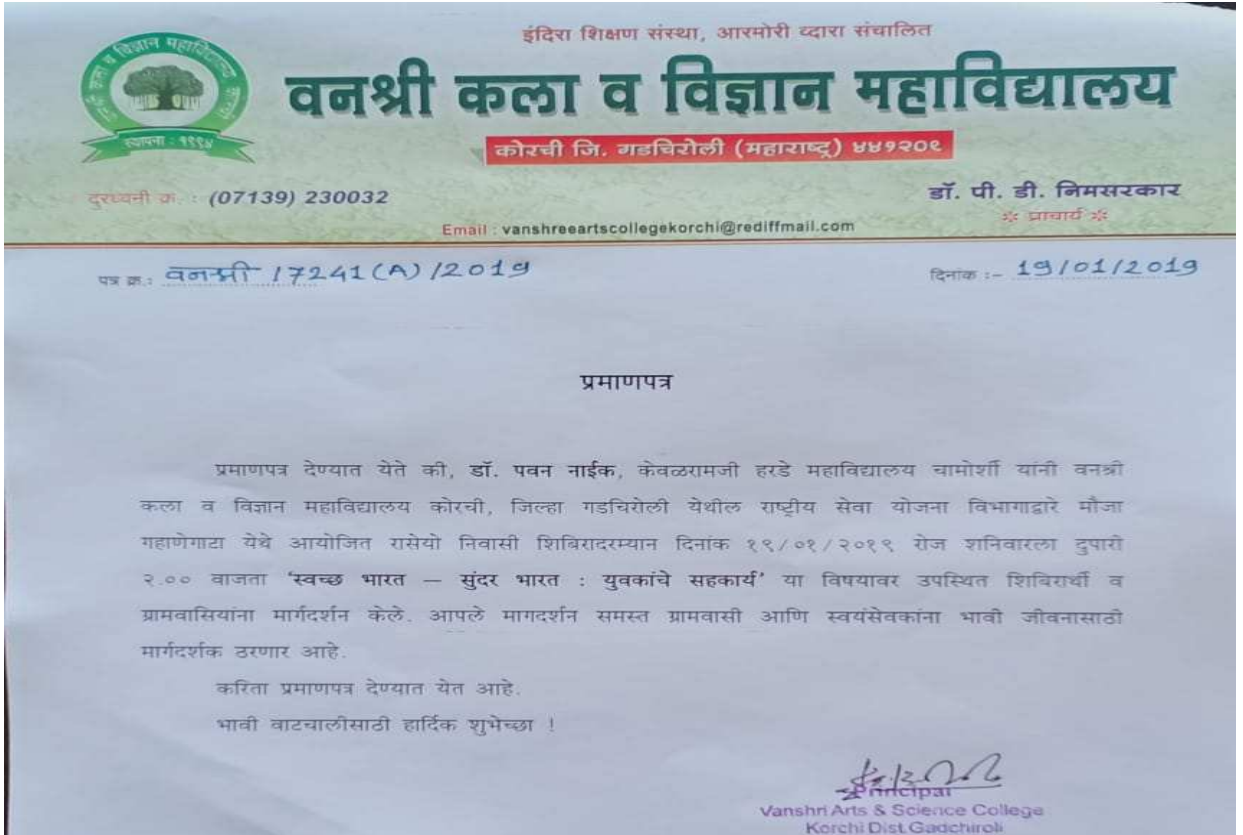 इंदिरा शिक्षण संस्था, आरमोरी व्दारा संचालित
वनश्री कला व विज्ञान महाविद्यालय
स्थापना : १९९४
कोरची जि. गडचिरोली (महाराष्ट्र) ४४१२०९
दुरध्वनी क्र. : (07139) 230032
डॉ. पी. डी. निमसरकार
प्राचार्य
Email : vanshreeartscollegekorchi@rediffmail.com
पत्र क्र.: वनश्री /7241(A)/2019
दिनांक :- 19/01/2019
प्रमाणपत्र
प्रमाणपत्र देण्यात येते की, डॉ. पवन नाईक, केवळरामजी हरडे महाविद्यालय चामोर्शी यांनी वनश्री
कला व विज्ञान महाविद्यालय कोरची, जिल्हा गडचिरोली येथील राष्ट्रीय सेवा योजना विभागाद्वारे मौजा
गहाणेगाटा येथे आयोजित रासेयो निवासी शिबिरादरम्यान दिनांक १९/०१/२०१९ रोज शनिवारला दुपारी
२.०० वाजता 'स्वच्छ भारत – सुंदर भारत : युवकांचे सहकार्य' या विषयावर उपस्थित शिबिरार्थी व
ग्रामवासियांना मार्गदर्शन केले. आपले मागदर्शन समस्त ग्रामवासी आणि स्वयंसेवकांना भावी जीवनासाठी
मार्गदर्शक ठरणार आहे.
करिता प्रमाणपत्र देण्यात येत आहे.
भावी वाटचालीसाठी हार्दिक शुभेच्छा !
Principal
Vanshri Arts & Science College
Korchi Dist.Gadchiroli